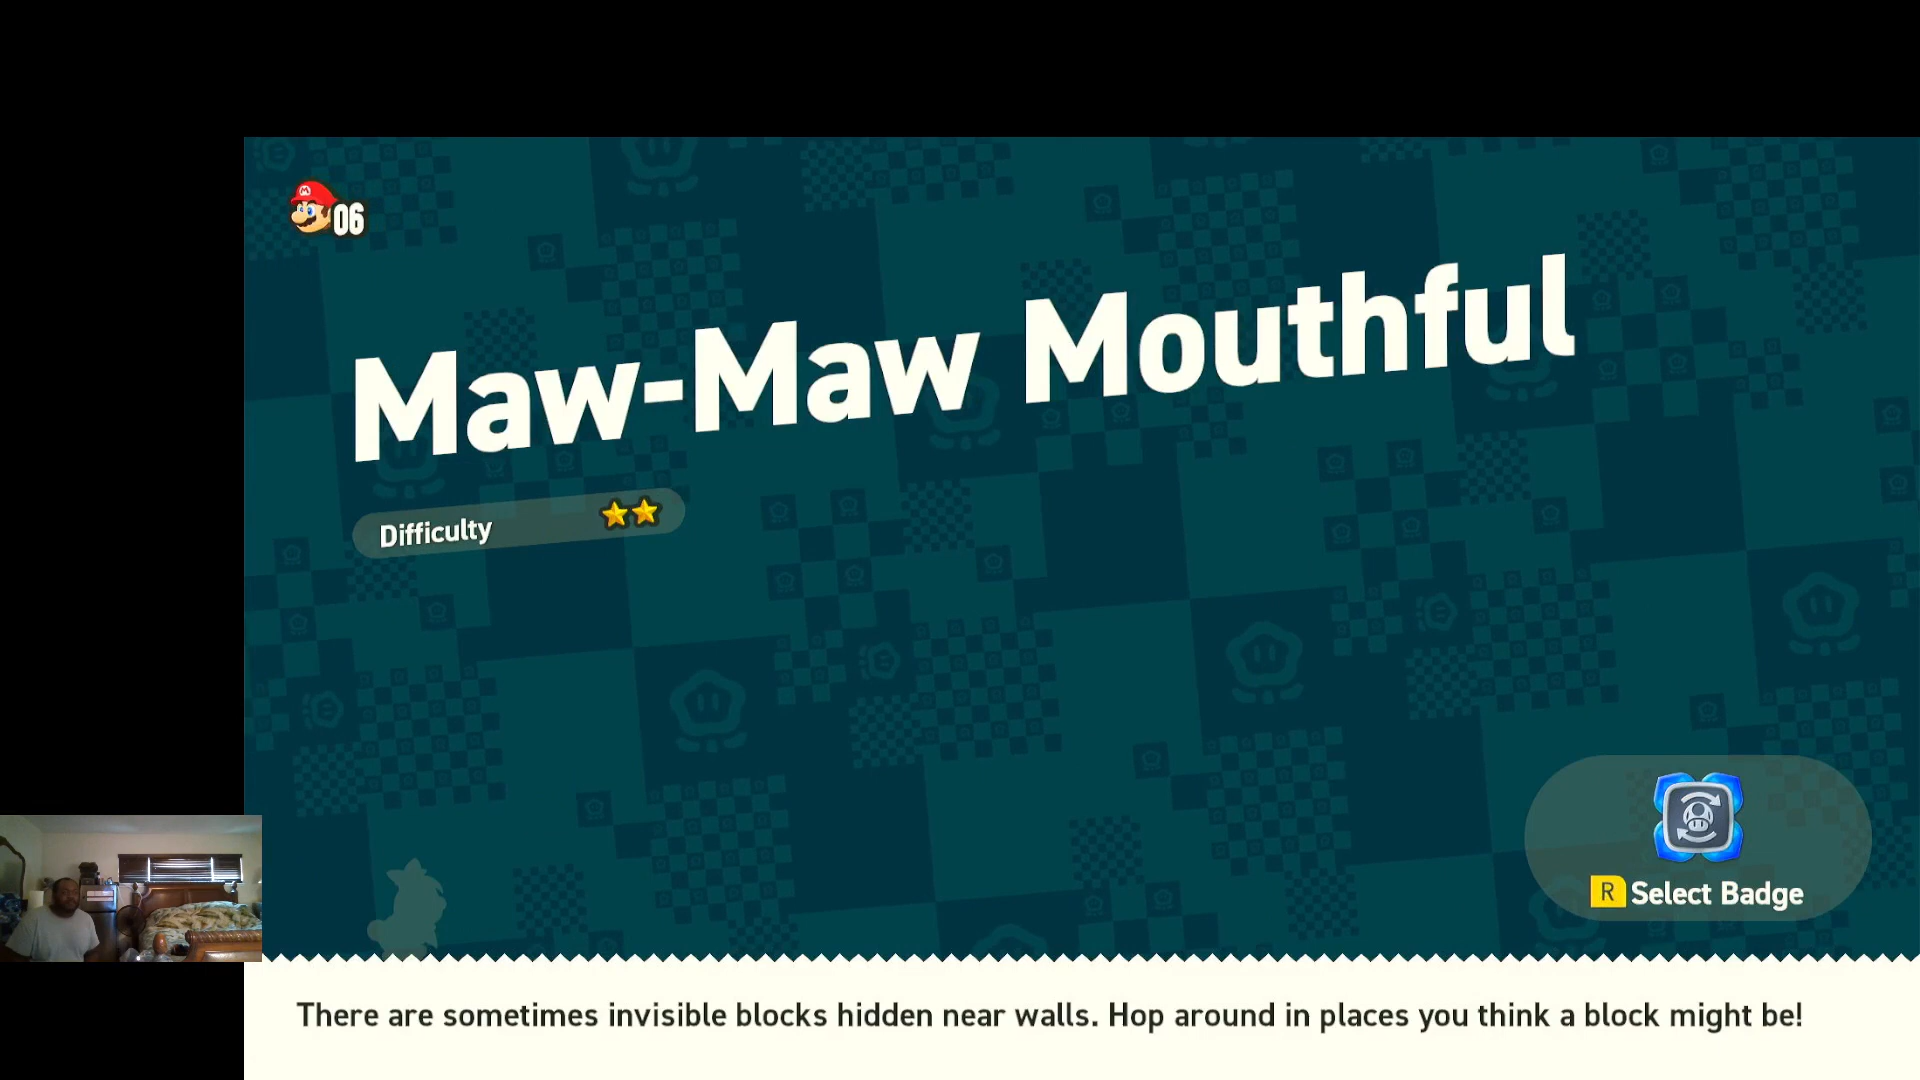 06
Maw-Maw Mouthful
Difficulty
R Select Badge
There are sometimes invisible blocks hidden near walls. Hop around in places you think a block might be!